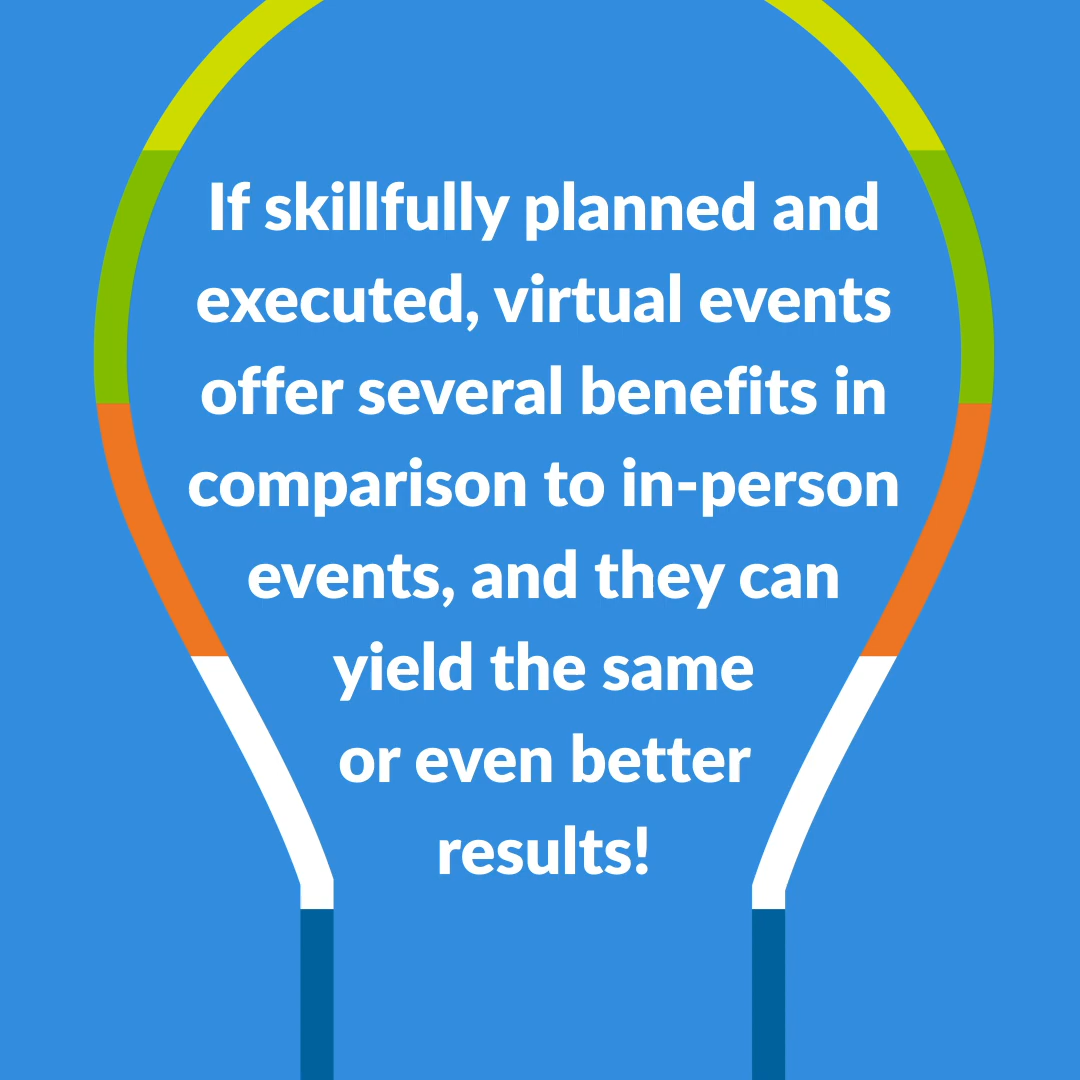 If skillfully planned and
executed, virtual events
offer several benefits in
comparison to in-person
events, and they can
yield the same
or even better
results!